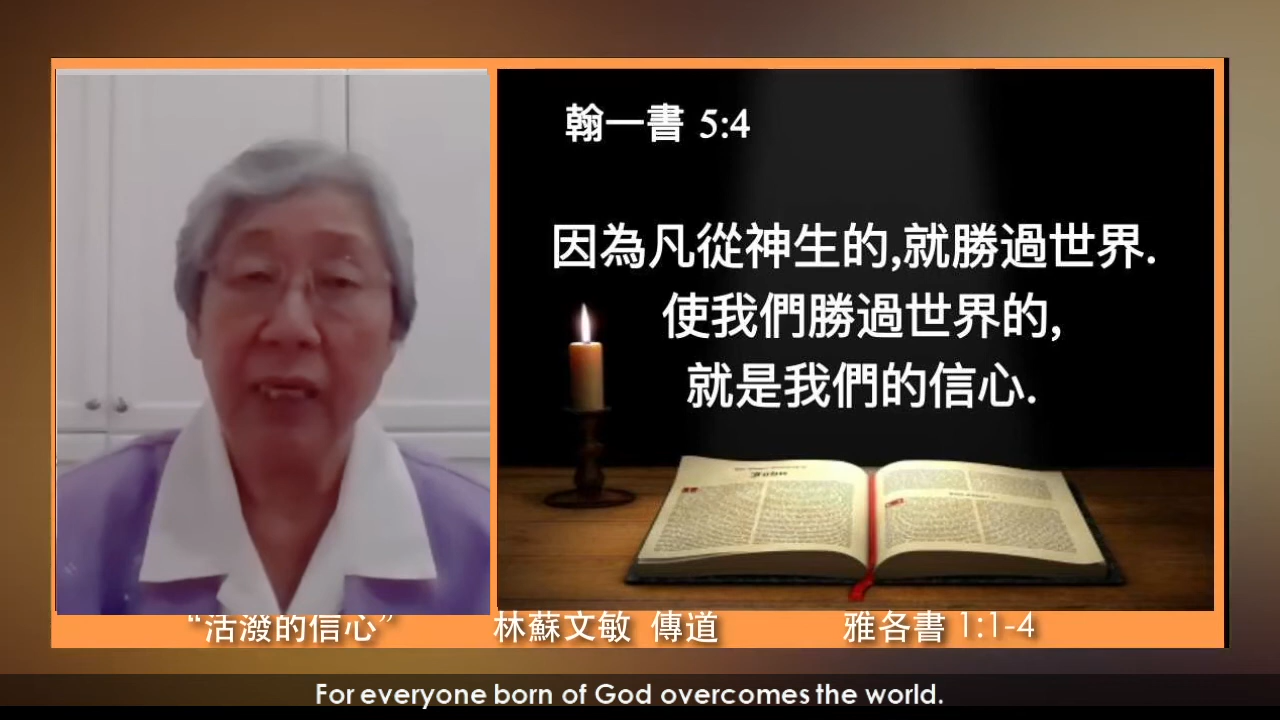 翰一書 5:4
因為凡從神生的,就勝過世界.
使我們勝過世界的,
就是我們的信心.
“活潑的信心” 林蘇文敏 傳道 雅各書 1:1-4
For everyone born of God overcomes the world.